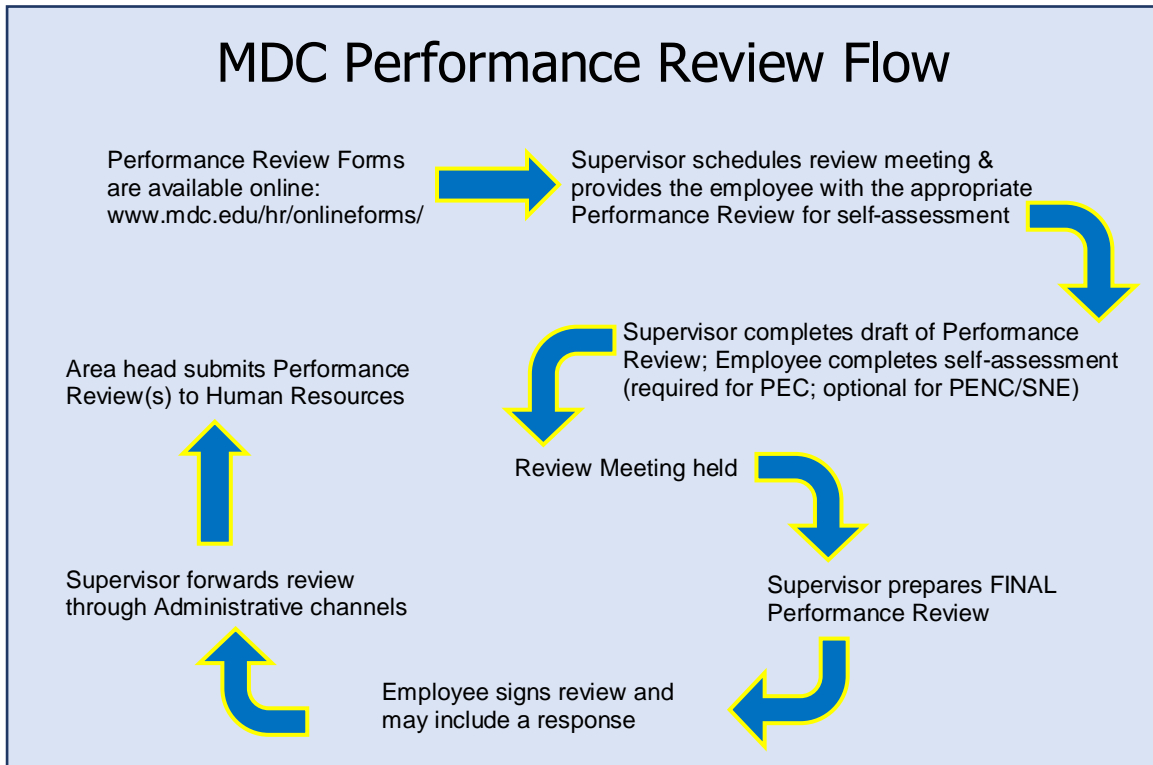 MDC Performance Review Flow
Performance Review Forms
are available online:
www.mdc.edu/hr/onlineforms/
Supervisor schedules review meeting &
provides the employee with the appropriate
Performance Review for self-assessment
Supervisor completes draft of Performance
Review; Employee completes self-assessment
(required for PEC; optional for PENC/SNE)
Review Meeting held
Supervisor prepares FINAL
Performance Review
Employee signs review and
may include a response
Supervisor forwards review
through Administrative channels
Area head submits Performance
Review(s) to Human Resources